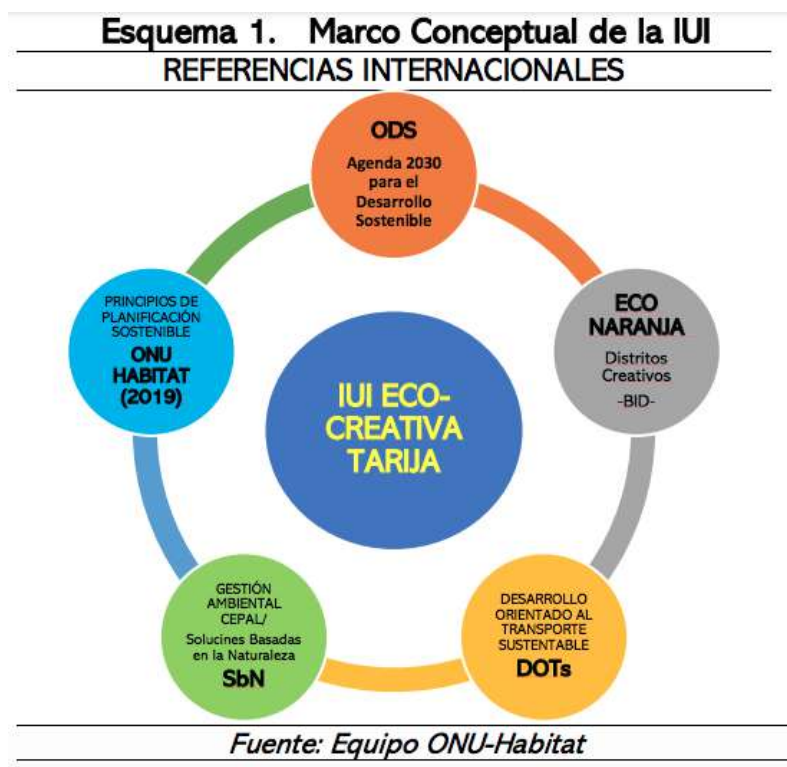 Esquema 1. Marco Conceptual de la IUI
REFERENCIAS INTERNACIONALES
ODS
Agenda 2030
para el
Desarrollo
Sostenible
PRINCIPIOS DE
PLANIFICACIÓN
SOSTENIBLE
ONU
HABITAT
(2019)
ECO
NARANJA
Distritos
Creativos
-BID-
IUI ECO-
CREATIVA
TARIJA
GESTIÓN
AMBIENTAL
CEPAL/
Solucines Basadas
en la Naturaleza
SbN
DESARROLLO
ORIENTADO AL
TRANSPORTE
SUSTENTABLE
DOTs
Fuente: Equipo ONU-Habitat